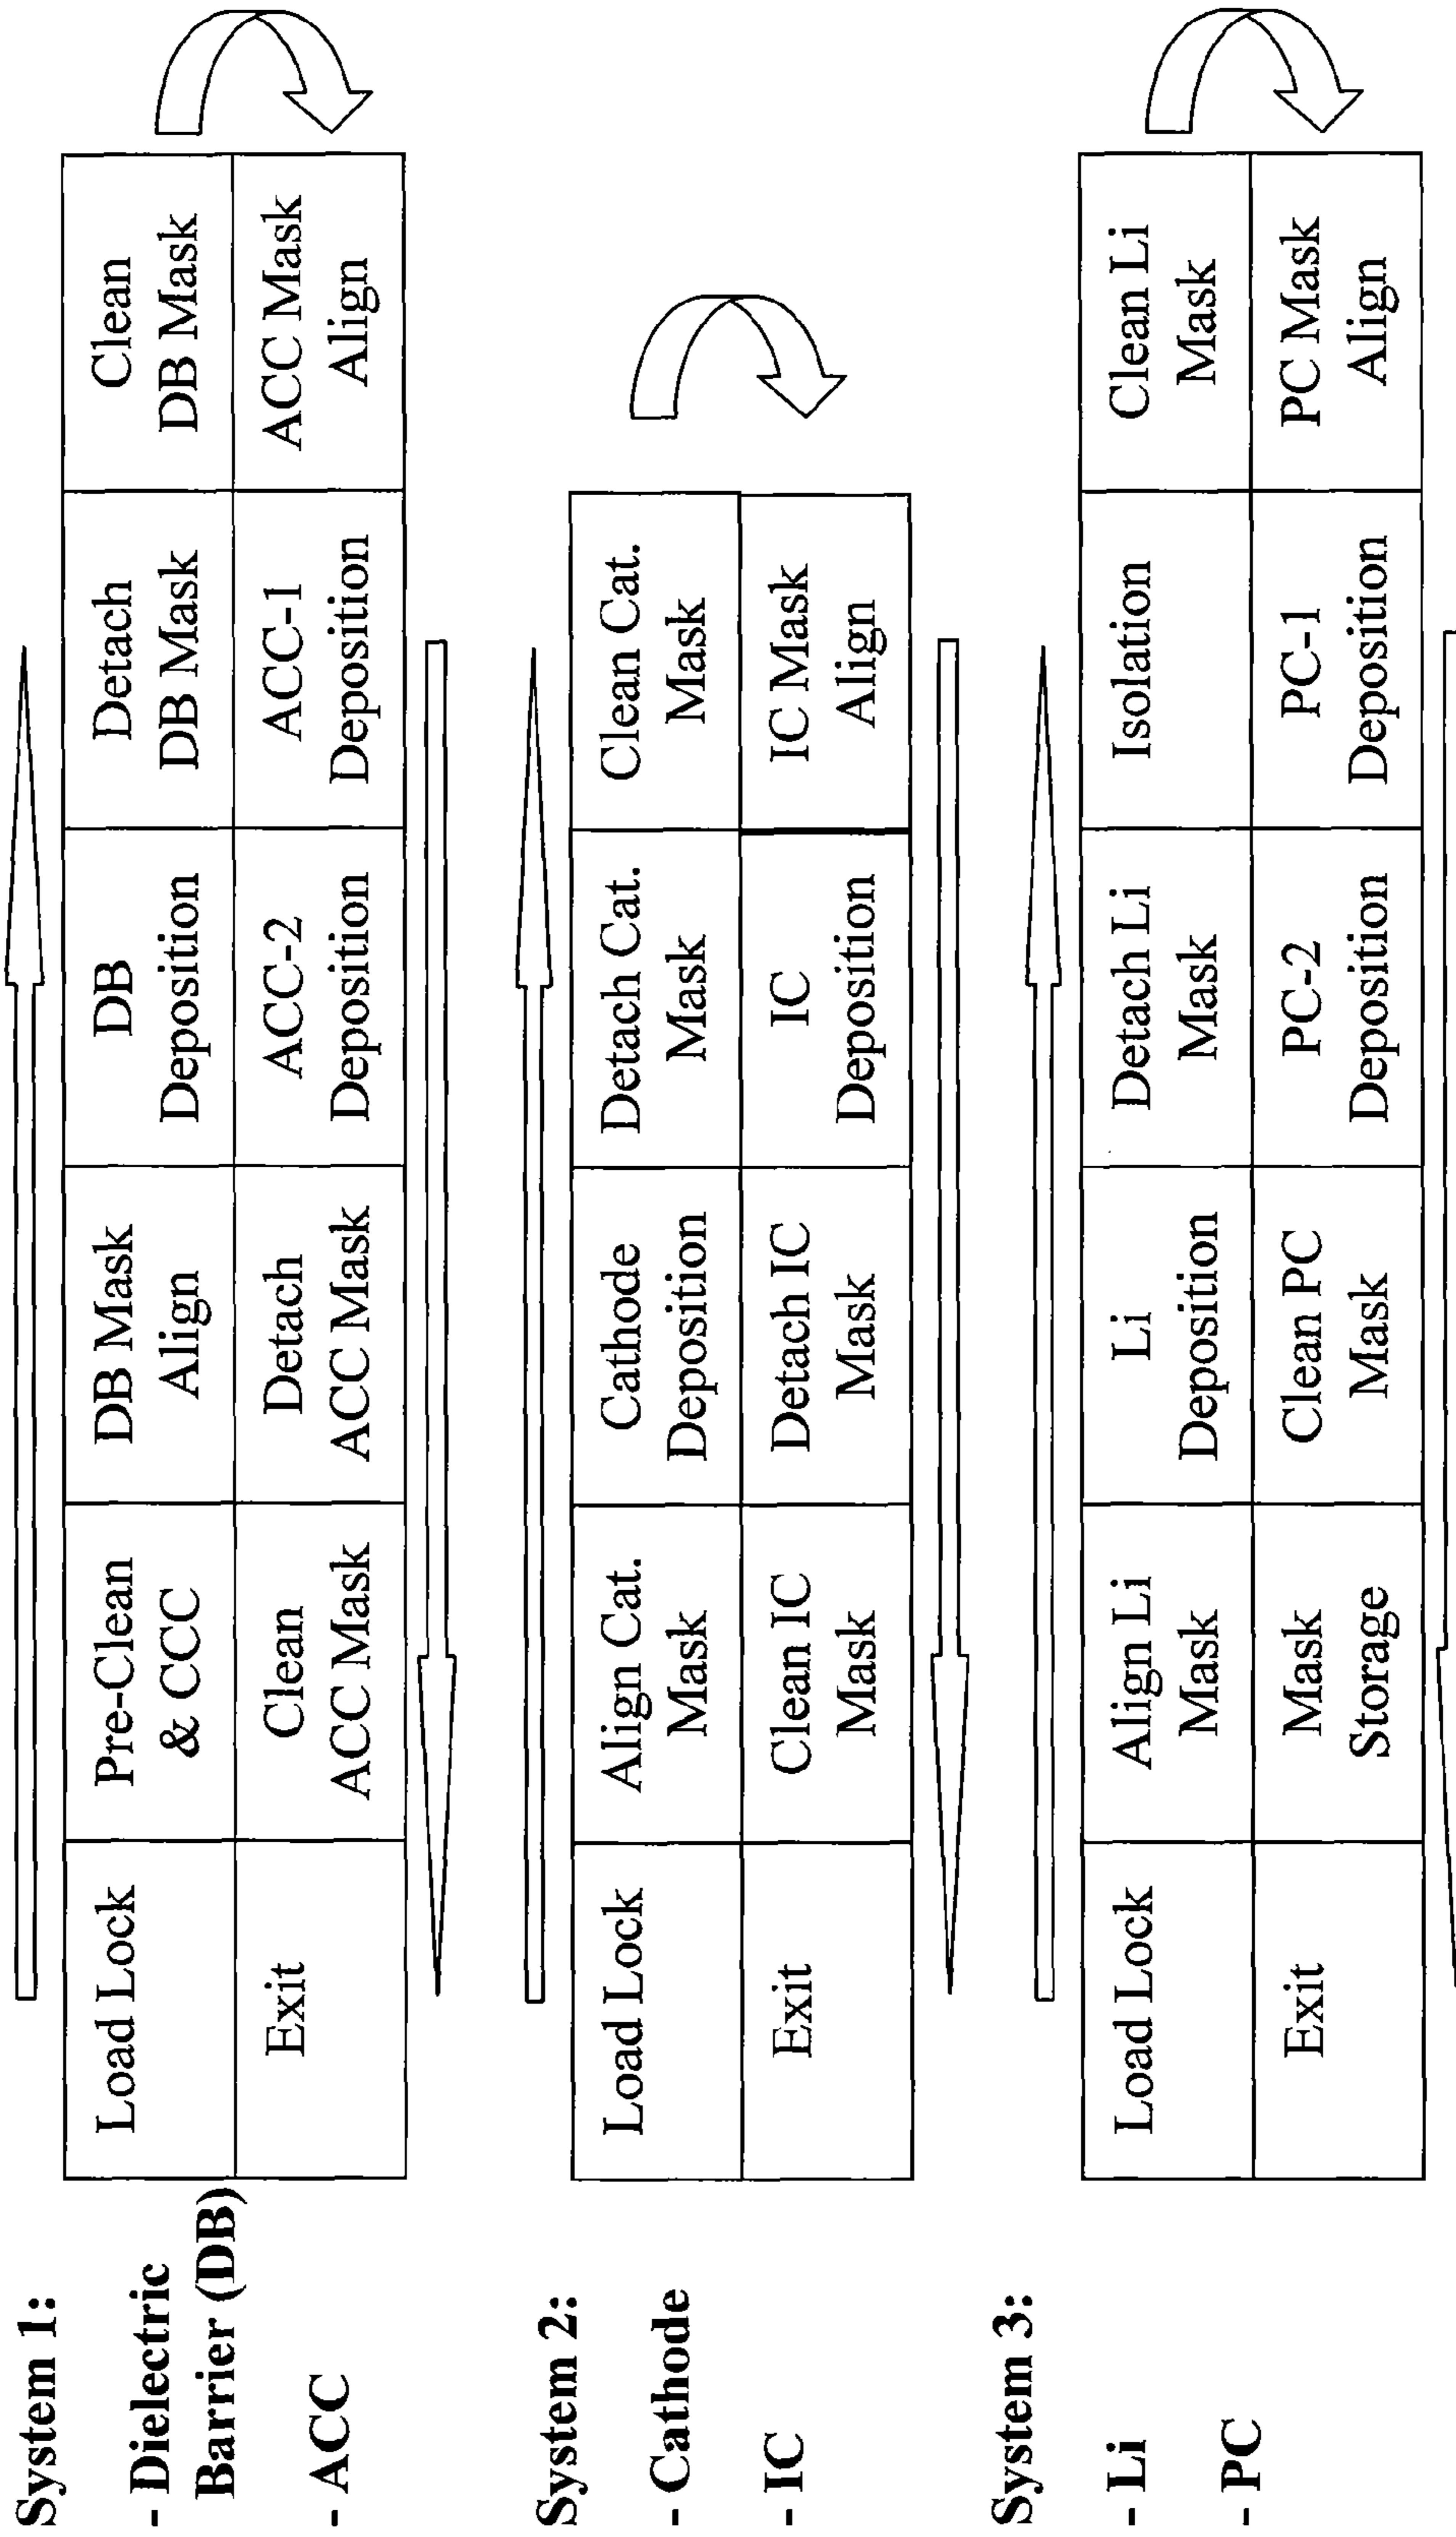 System 1:
- Dielectric
Barrier (DB)
- ACC
Load Lock
Pre-Clean
& CCC
DB Mask
Align
DB
Deposition
Detach
DB Mask
Clean
DB Mask
Exit
Clean
ACC Mask
Detach
ACC Mask
ACC-2
Deposition
ACC-1
Deposition
ACC Mask
Align
System 2:
- Cathode
- IC
Load Lock
Align Cat.
Mask
Cathode
Deposition
Detach Cat.
Mask
Clean Cat.
Mask
Exit
Clean IC
Mask
Detach IC
Mask
IC
Deposition
IC Mask
Align
System 3:
- Li
- PC
Load Lock
Align Li
Mask
Li
Deposition
Detach Li
Mask
Isolation
Clean Li
Mask
Exit
Mask
Storage
Clean PC
Mask
PC-2
Deposition
PC-1
Deposition
PC Mask
Align